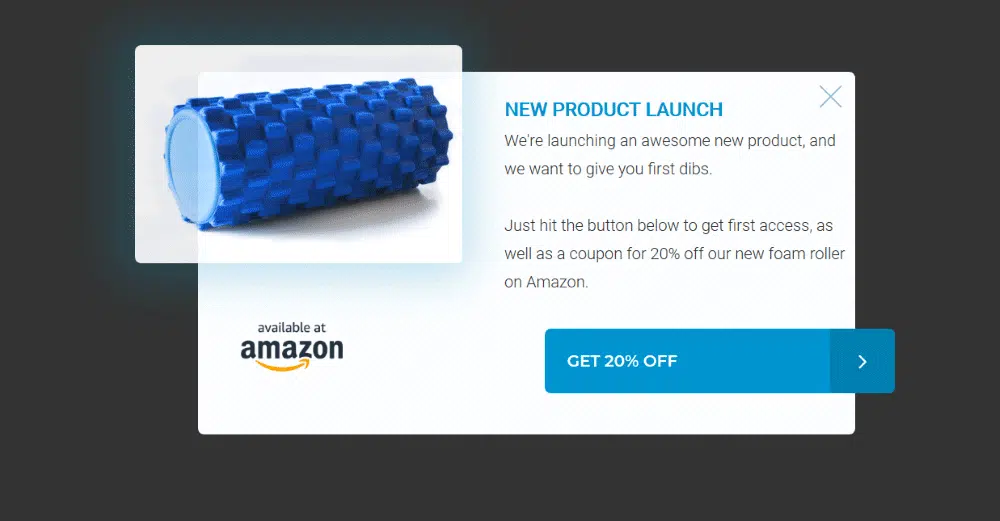 NEW PRODUCT LAUNCH
We're launching an awesome new product, and
we want to give you first dibs.
Just hit the button below to get first access, as
well as a coupon for 20% off our new foam roller
on Amazon.
available at
amazon
GET 20% OFF